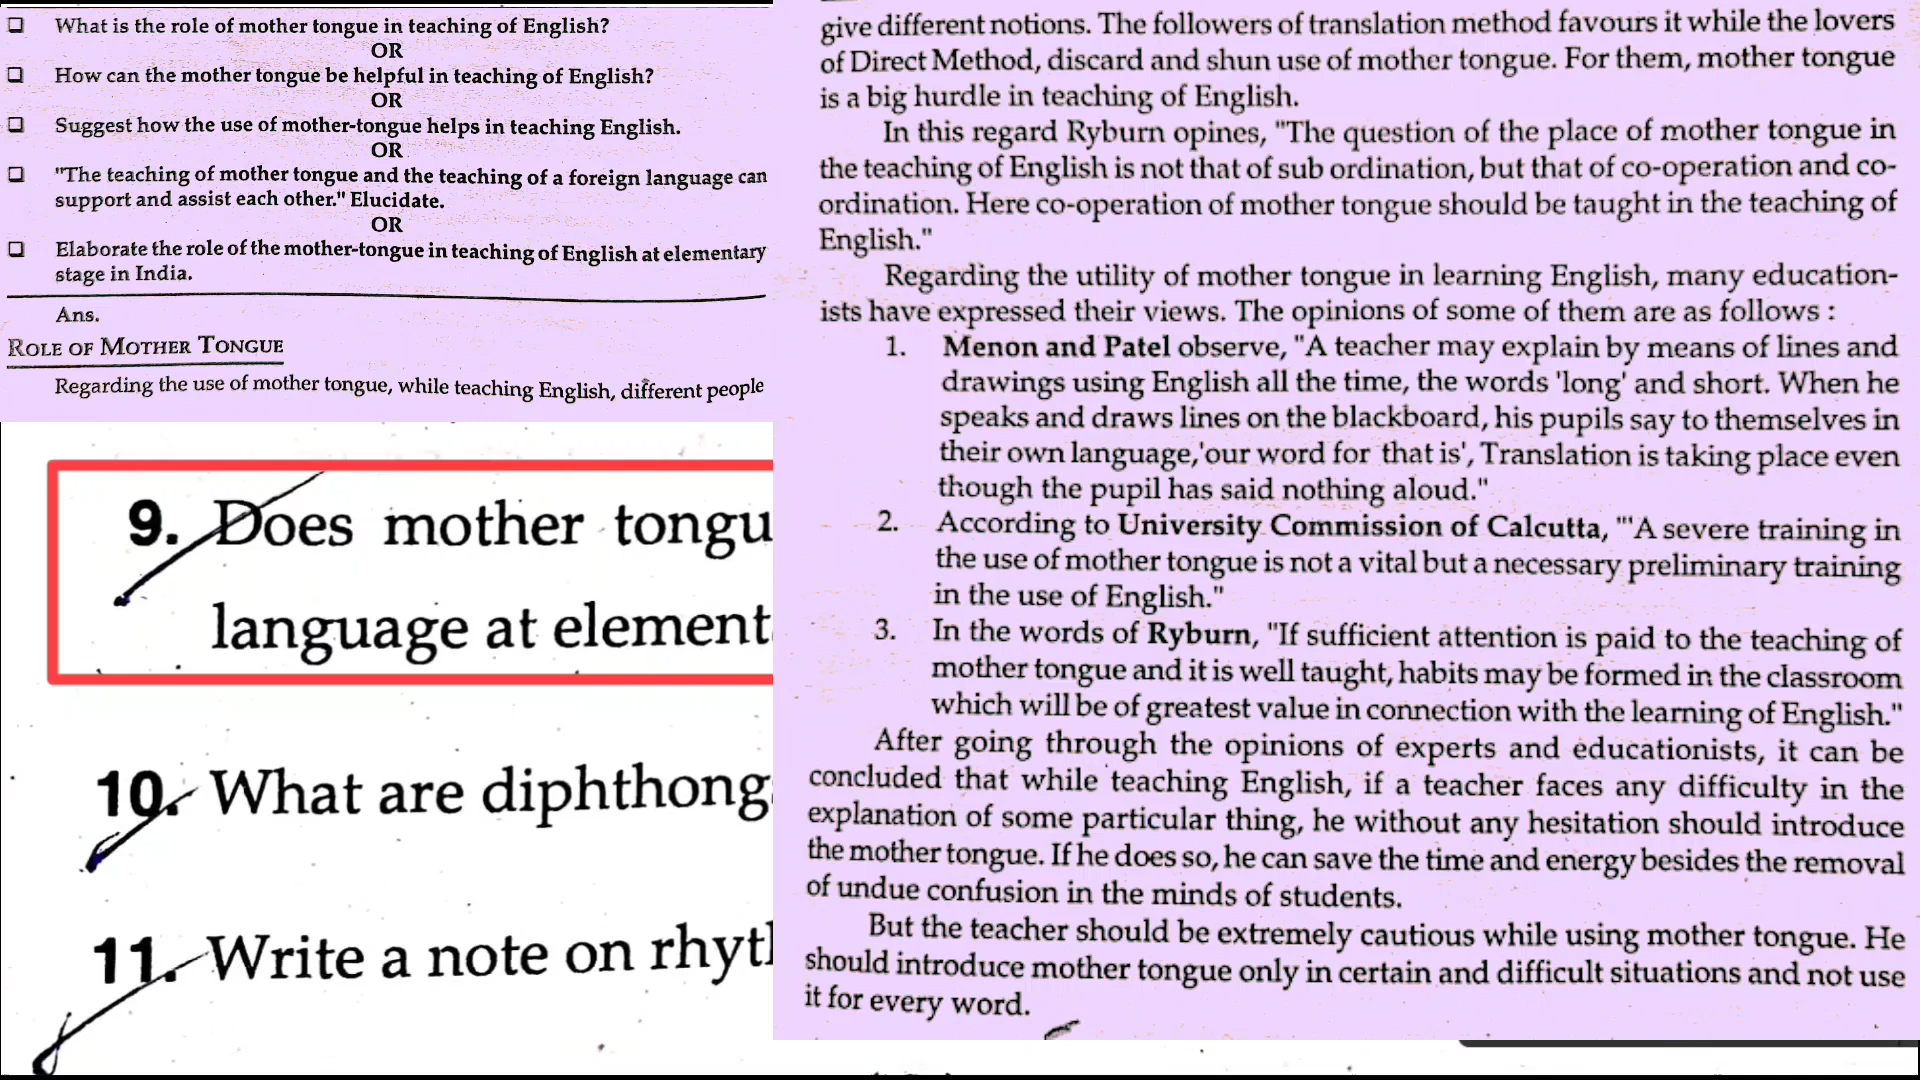 ☐ What is the role of mother tongue in teaching of English?
OR
☐ How can the mother tongue be helpful in teaching of English?
OR
☐ Suggest how the use of mother-tongue helps in teaching English.
OR
☐ "The teaching of mother tongue and the teaching of a foreign language can
support and assist each other." Elucidate.
OR
☐ Elaborate the role of the mother-tongue in teaching of English at elementary
stage in India.
Ans.
ROLE OF MOTHER TONGUE
Regarding the use of mother tongue, while teaching English, different people
give different notions. The followers of translation method favours it while the lovers
of Direct Method, discard and shun use of mother tongue. For them, mother tongue
is a big hurdle in teaching of English.
In this regard Ryburn opines, "The question of the place of mother tongue in
the teaching of English is not that of sub ordination, but that of co-operation and co-
ordination. Here co-operation of mother tongue should be taught in the teaching of
English."
Regarding the utility of mother tongue in learning English, many education-
ists have expressed their views. The opinions of some of them are as follows :
1. Menon and Patel observe, "A teacher may explain by means of lines and
drawings using English all the time, the words 'long' and short. When he
speaks and draws lines on the blackboard, his pupils say to themselves in
their own language,'our word for that is', Translation is taking place even
though the pupil has said nothing aloud."
2. According to University Commission of Calcutta, "'A severe training in
the use of mother tongue is not a vital but a necessary preliminary training
in the use of English."
3. In the words of Ryburn, "If sufficient attention is paid to the teaching of
mother tongue and it is well taught, habits may be formed in the classroom
which will be of greatest value in connection with the learning of English."
After going through the opinions of experts and educationists, it can be
concluded that while teaching English, if a teacher faces any difficulty in the
explanation of some particular thing, he without any hesitation should introduce
the mother tongue. If he does so, he can save the time and energy besides the removal
of undue confusion in the minds of students.
But the teacher should be extremely cautious while using mother tongue. He
should introduce mother tongue only in certain and difficult situations and not use
it for every word.
9. Does mother tongu
language at element
10. What are diphthong
11. Write a note on rhyt